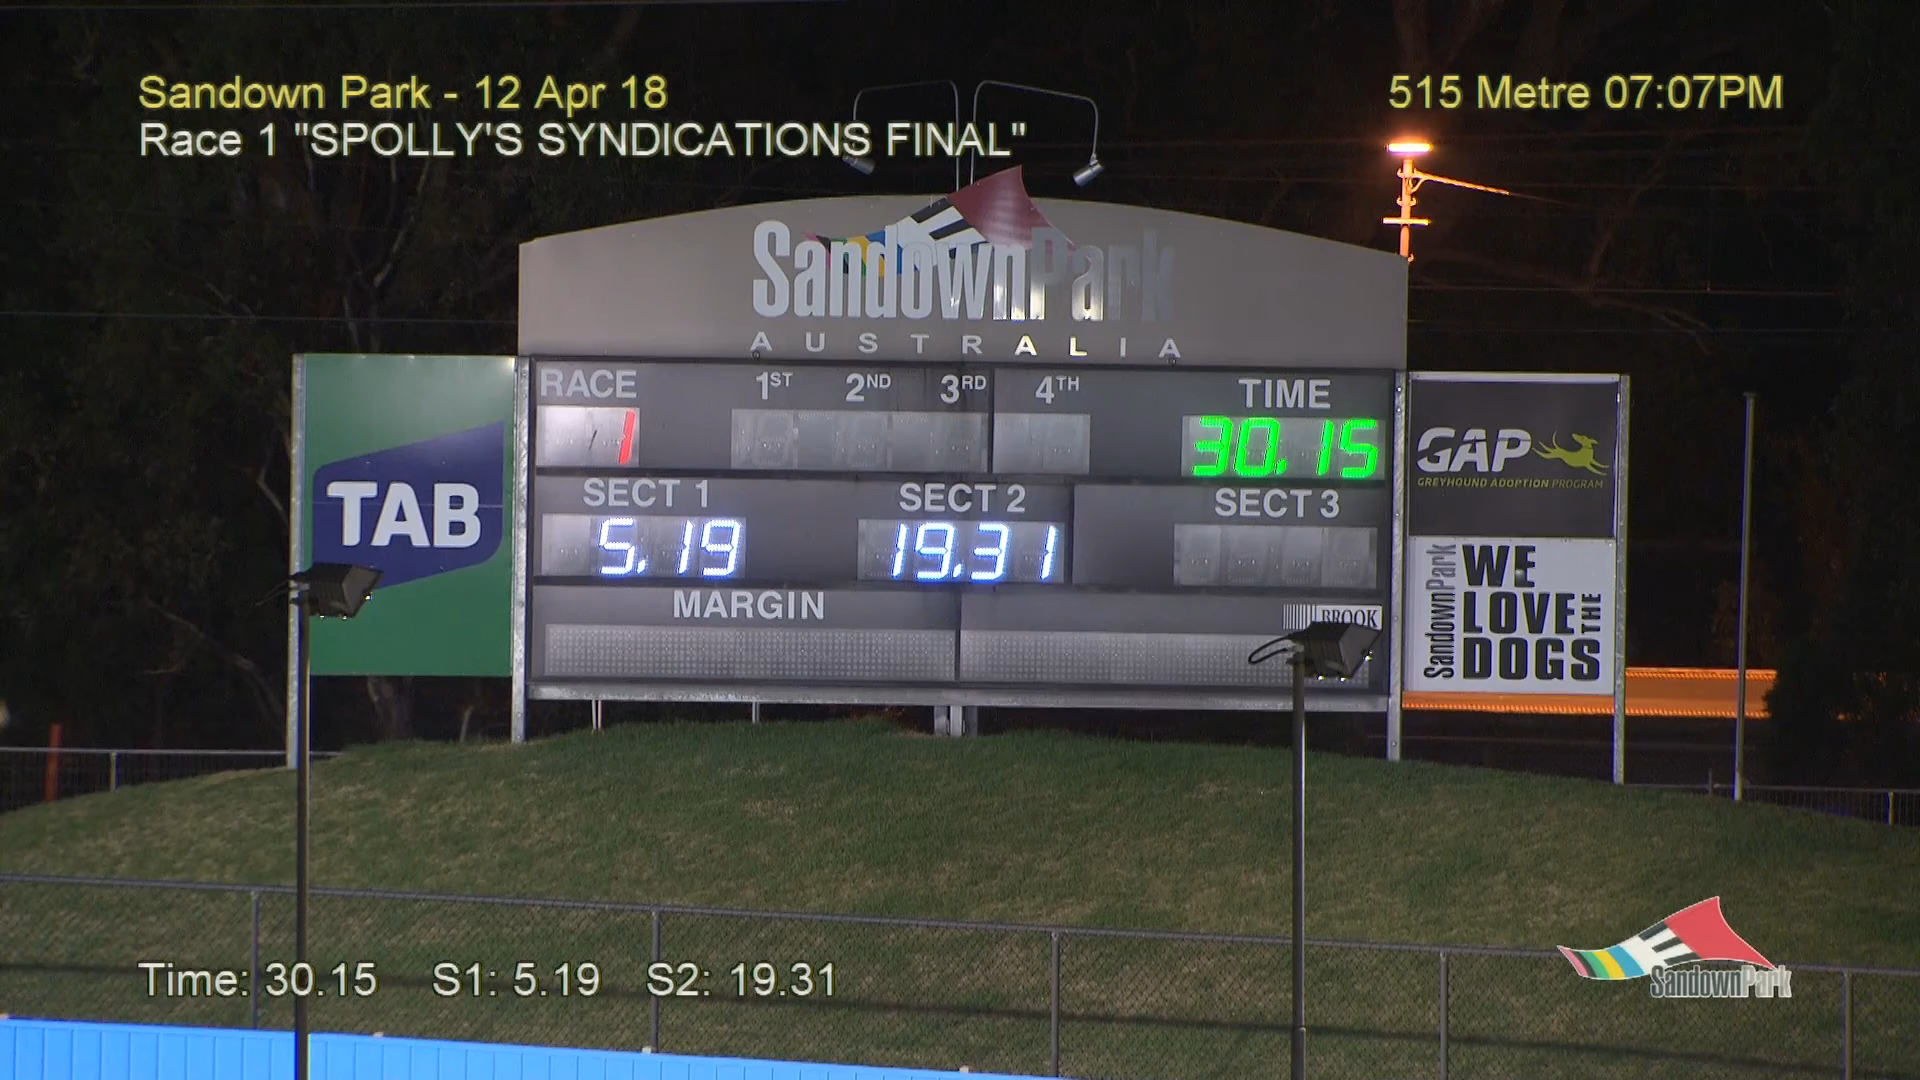 Sandown Park - 12 Apr 18
515 Metre 07:07PM
Race 1 "SPOLLY'S SYNDICATIONS FINAL"
SandownPark
AUSTRALIA
RACE 1ST 2ND 3RD 4TH TIME
1 30.15
SECT 1 SECT 2 SECT 3
5.19 19.31
MARGIN
BROOK
TAB
GAP
GREYHOUND ADOPTION PROGRAM
SandownPark
WE
LOVE THE
DOGS
Time: 30.15 S1: 5.19 S2: 19.31
SandownPark